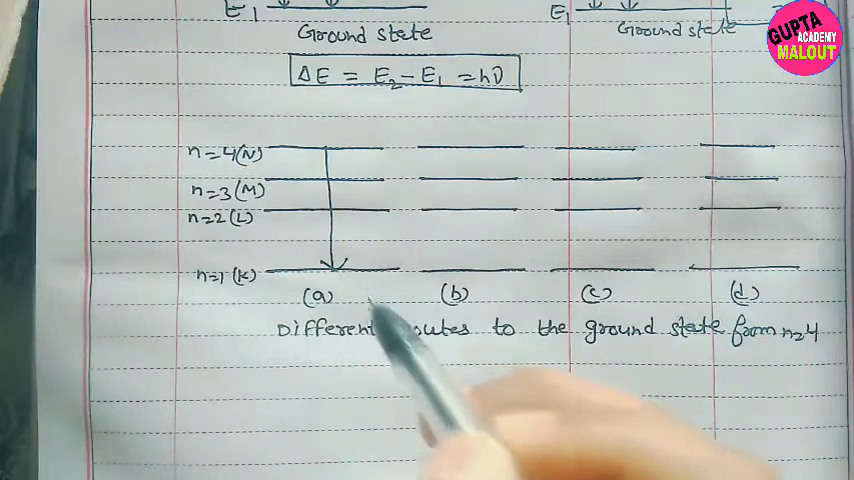 E₁
E₁
Ground state
Ground state
GUPTA
ACADEMY
MALOUT
ΔE = E₂-E₁ = hν
n=4(N)
n=3(M)
n=2(L)
n=1(K)
(a) (b) (c) (d)
Different routes to the ground state from n=4